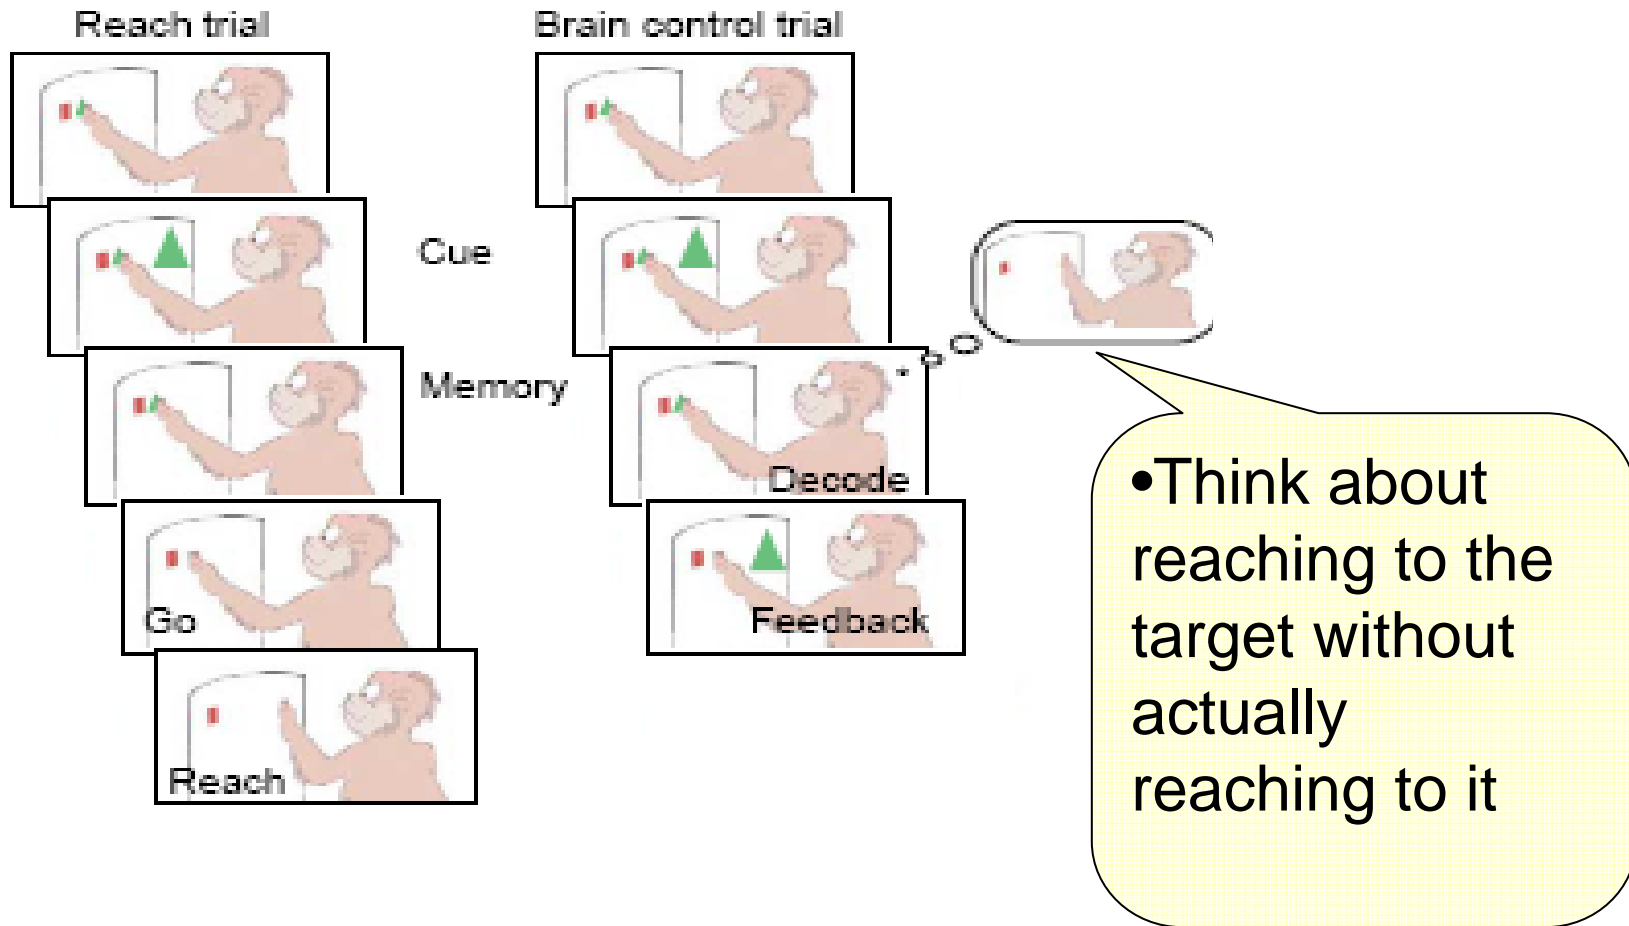 Reach trial
Brain control trial
Cue
Memory
Decode
Go
Feedback
Reach
•Think about
reaching to the
target without
actually
reaching to it